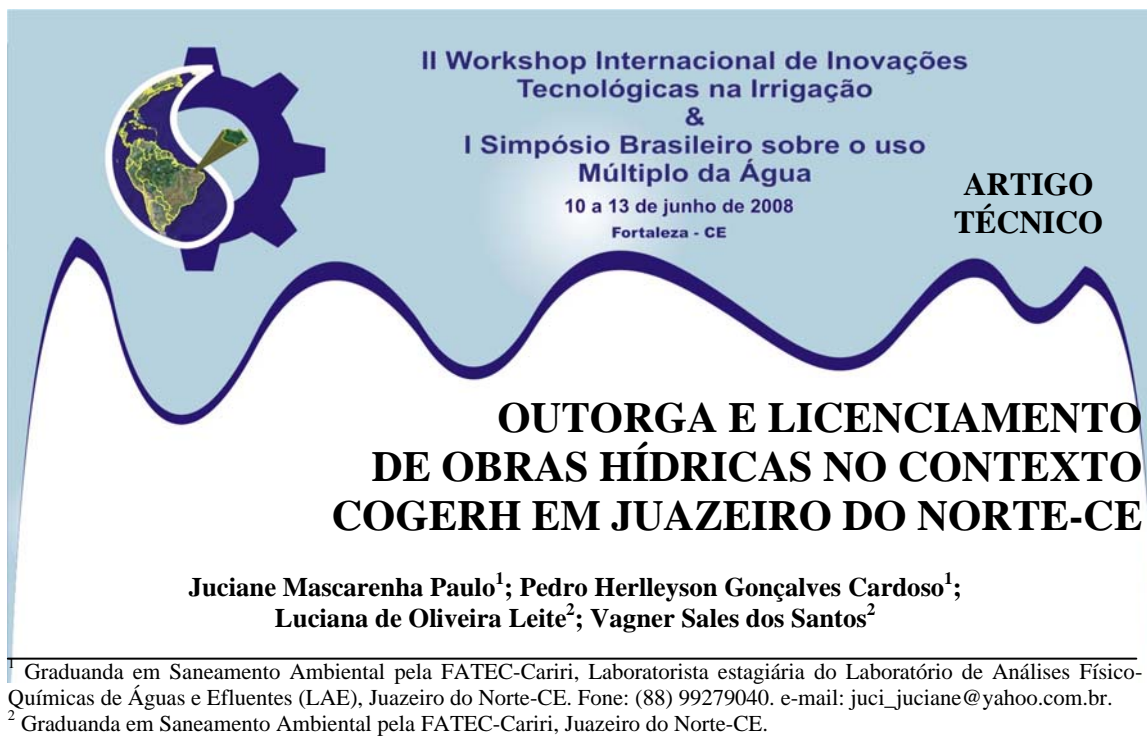 II Workshop Internacional de Inovações
Tecnológicas na Irrigação
&
I Simpósio Brasileiro sobre o uso
Múltiplo da Água
10 a 13 de junho de 2008
Fortaleza - CE
ARTIGO
TÉCNICO
OUTORGA E LICENCIAMENTO
DE OBRAS HÍDRICAS NO CONTEXTO
COGERH EM JUAZEIRO DO NORTE-CE
Juciane Mascarenha Paulo¹; Pedro Herlleyson Gonçalves Cardoso¹;
Luciana de Oliveira Leite²; Vagner Sales dos Santos²
¹ Graduanda em Saneamento Ambiental pela FATEC-Cariri, Laboratorista estagiária do Laboratório de Análises Físico-
Químicas de Águas e Efluentes (LAE), Juazeiro do Norte-CE. Fone: (88) 99279040. e-mail: juci_juciane@yahoo.com.br.
² Graduanda em Saneamento Ambiental pela FATEC-Cariri, Juazeiro do Norte-CE.